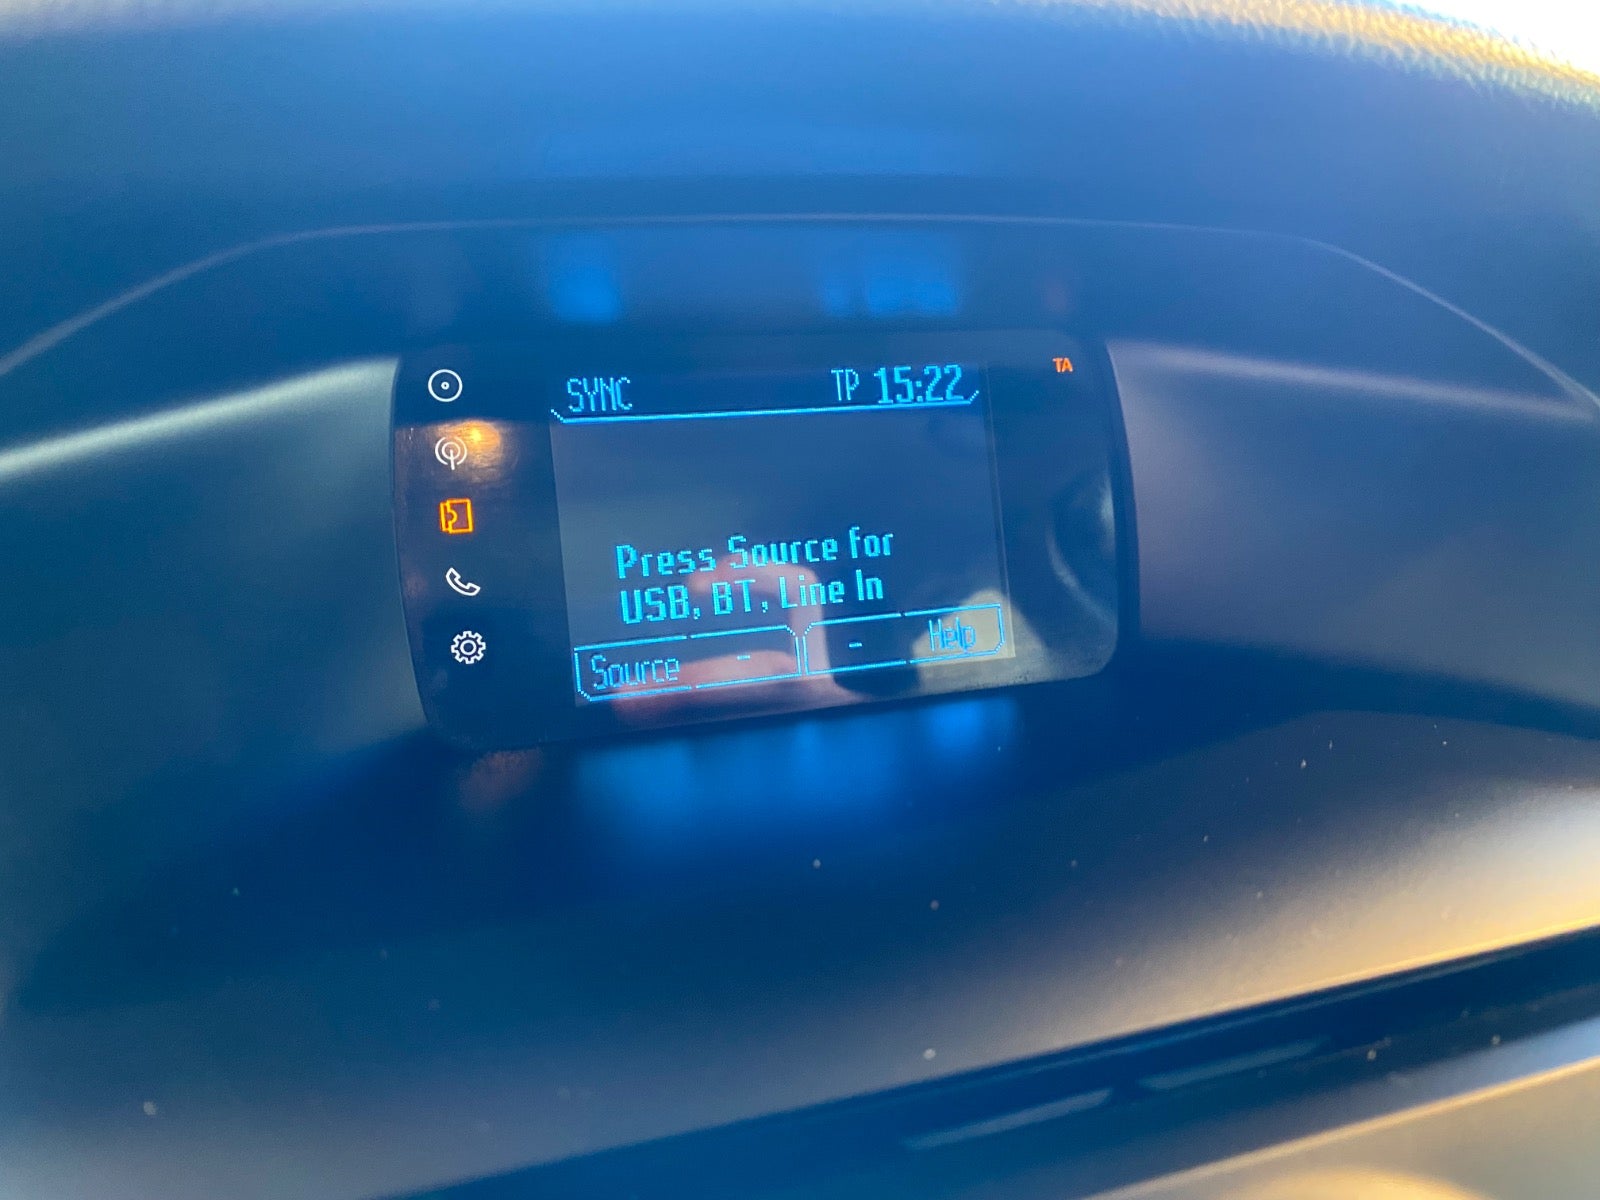 TA
SYNC TP 15:22
Press Source for
USB, BT, Line In
Source - - Help